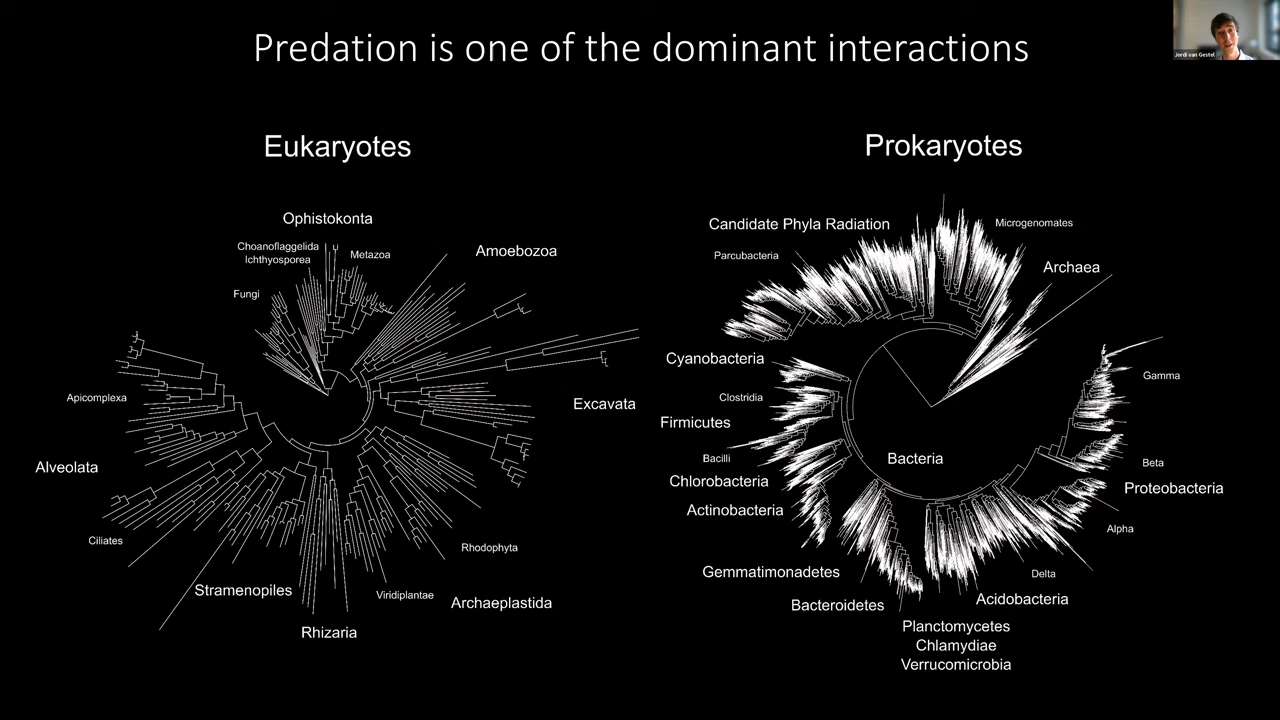 Predation is one of the dominant interactions
Jordi van Gestel
Eukaryotes
Ophistokonta
Choanoflaggelida
Ichthyosporea
Metazoa
Fungi
Amoebozoa
Apicomplexa
Excavata
Alveolata
Ciliates
Rhodophyta
Stramenopiles
Viridiplantae
Archaeplastida
Rhizaria
Prokaryotes
Candidate Phyla Radiation
Microgenomates
Parcubacteria
Archaea
Cyanobacteria
Gamma
Clostridia
Firmicutes
Bacilli
Bacteria
Beta
Chlorobacteria
Proteobacteria
Actinobacteria
Alpha
Gemmatimonadetes
Delta
Bacteroidetes
Acidobacteria
Planctomycetes
Chlamydiae
Verrucomicrobia